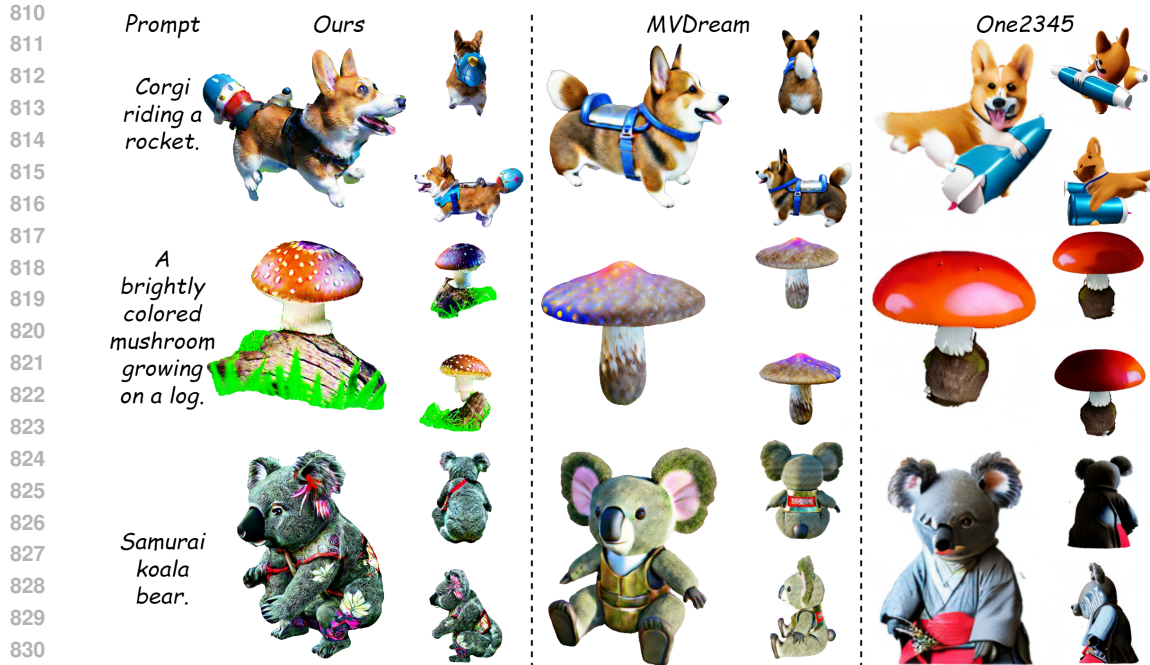 810
811
812
813
814
815
816
817
818
819
820
821
822
823
824
825
826
827
828
829
830
Prompt
Ours
MVDream
One2345
Corgi
riding a
rocket.
A
brightly
colored
mushroom
growing
on a log.
Samurai
koala
bear.